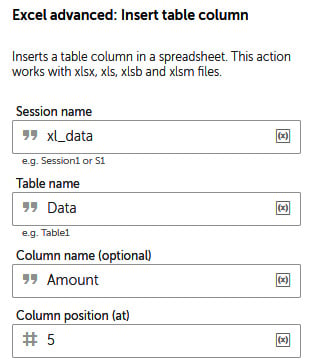 Excel advanced: Insert table column
Inserts a table column in a spreadsheet. This action
works with xlsx, xls, xlsb and xlsm files.
Session name
xl_data
(x)
e.g. Session1 or S1
Table name
Data
(x)
e.g. Table1
Column name (optional)
Amount
(x)
Column position (at)
# 5
(x)